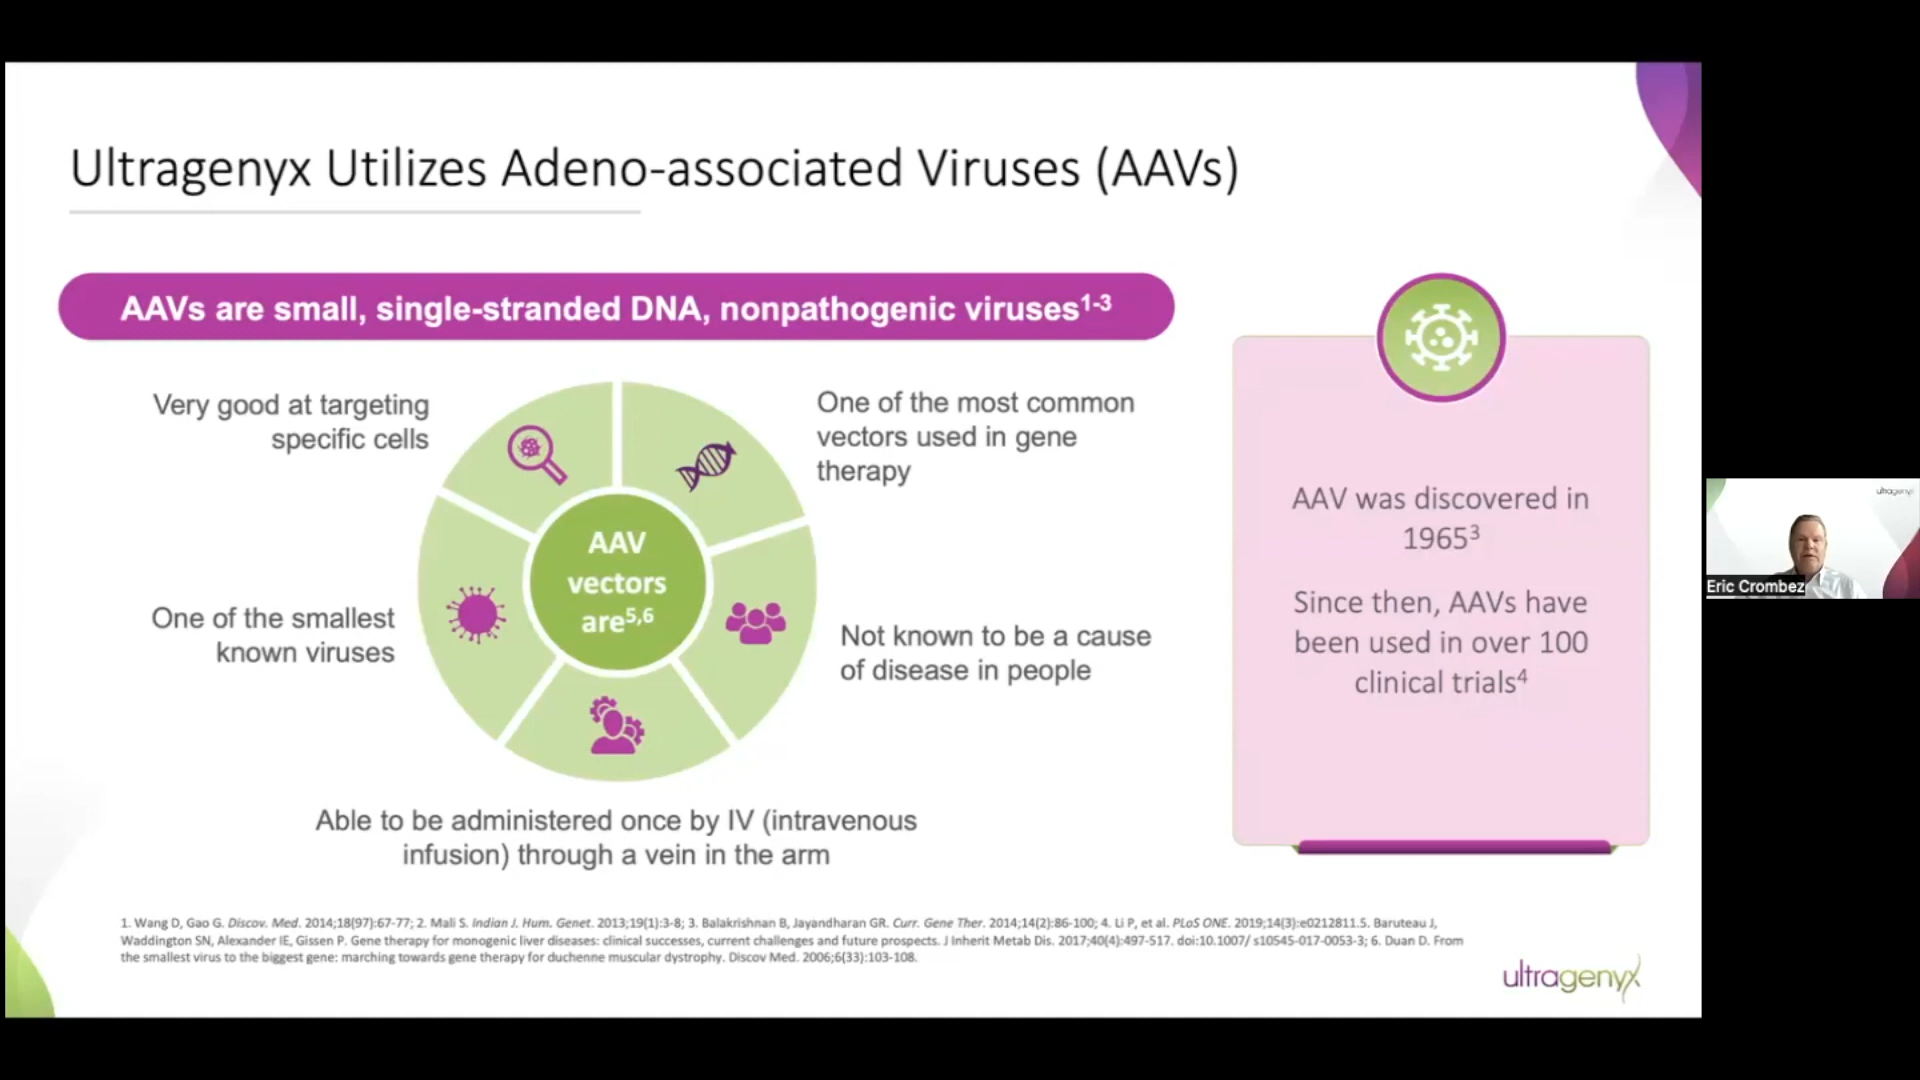 Ultragenyx Utilizes Adeno-associated Viruses (AAVs)
AAVs are small, single-stranded DNA, nonpathogenic viruses1-3
Very good at targeting
specific cells
One of the most common
vectors used in gene
therapy
AAV
vectors
are5,6
One of the smallest
known viruses
Not known to be a cause
of disease in people
Able to be administered once by IV (intravenous
infusion) through a vein in the arm
AAV was discovered in
19653
Since then, AAVs have
been used in over 100
clinical trials4
1. Wang D, Gao G. Discov. Med. 2014;18(97):67-77; 2. Mali S. Indian J. Hum. Genet. 2013;19(1):3-8; 3. Balakrishnan B, Jayandharan GR. Curr. Gene Ther. 2014;14(2):86-100; 4. Li P, et al. PLoS ONE. 2019;14(3):e0212811.5. Baruteau J,
Waddington SN, Alexander IE, Gissen P. Gene therapy for monogenic liver diseases: clinical successes, current challenges and future prospects. J Inherit Metab Dis. 2017;40(4):497-517. doi:10.1007/ s10545-017-0053-3; 6. Duan D. From
the smallest virus to the biggest gene: marching towards gene therapy for duchenne muscular dystrophy. Discov Med. 2006;6(33):103-108.
ultragenyx
ultragenyx
Eric Crombez